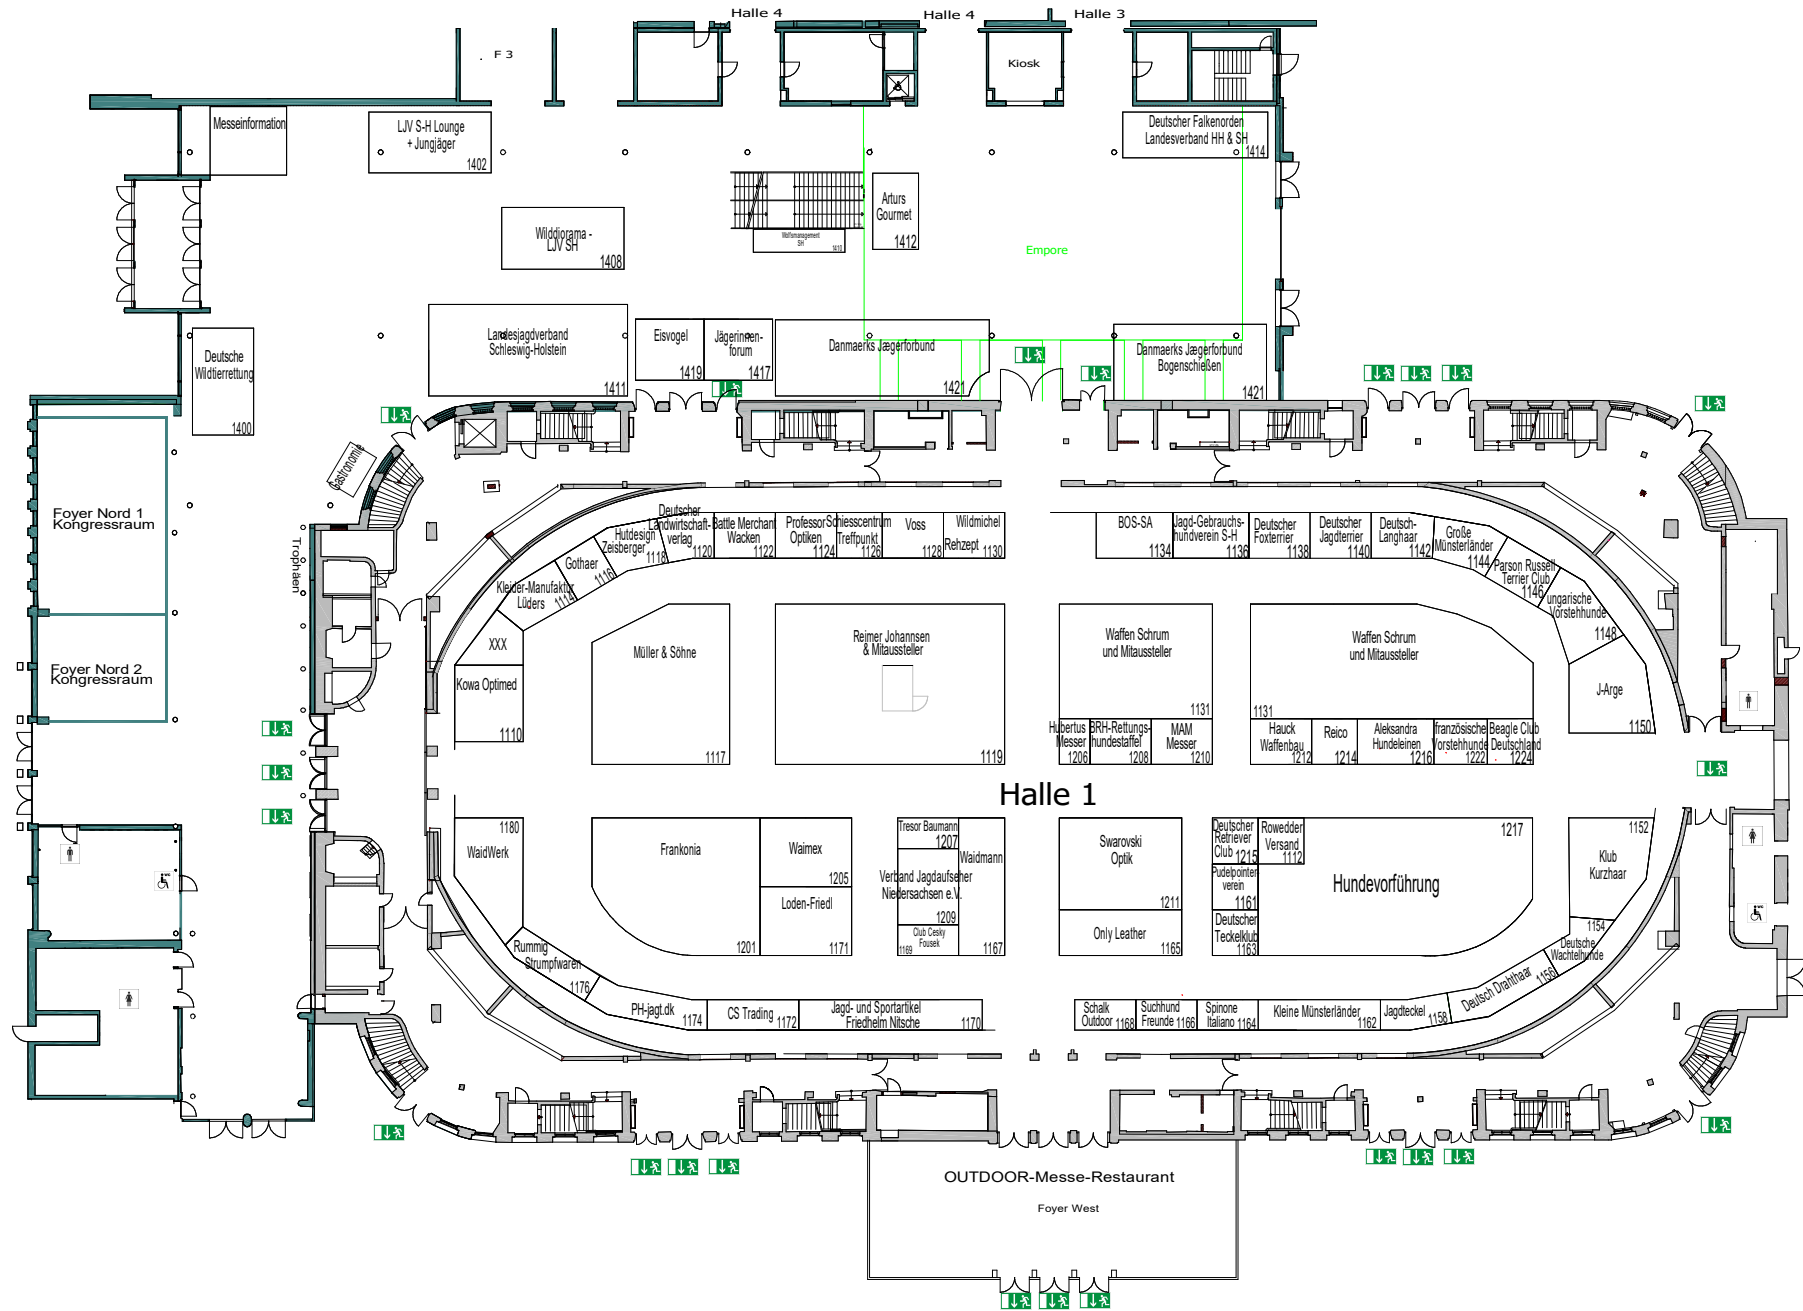 Halle 4
Halle 4
Halle 3
F 3
Kiosk
Messeinformation
LJV S-H Lounge
+ Jungjäger
1402
Deutscher Falkenorden
Landesverband HH & SH
1414
Arturs
Gourmet
1412
Wolfsmanagement
SH
1410
Wilddiorama -
LJV SH
1408
Empore
Deutsche
Wildtierrettung
1400
Landesjagdverband
Schleswig-Holstein
1411
Eisvogel
1419
Jägerinnen-
forum
1417
Danmaerks Jægerforbund
1421
Danmaerks Jægerforbund
Bogenschießen
1421
Gastronomie
Foyer Nord 1
Kongressraum
Foyer Nord 2
Kongressraum
Trophäen
Kleider-Manufaktur
Lüders
1114
Gothaer
1116
Hutdesign
Zeisberger
1118
Deutscher
Landwirtschaft-
verlag
1120
Battle Merchant
Wacken
1122
Professor
Optiken
1124
Schiesscentrum
Treffpunkt
1126
Voss
1128
Wildmichel
Rehzept
1130
BOS-SA
1134
Jagd-Gebrauchs-
hundverein S-H
1136
Deutscher
Foxterrier
1138
Deutscher
Jagdterrier
1140
Deutsch-
Langhaar
1142
Große
Münsterländer
1144
Parson Russell
Terrier Club
1146
ungarische
Vorstehhunde
1148
J-Arge
1150
XXX
Kowa Optimed
1110
Müller & Söhne
1117
Reimer Johannsen
& Mitaussteller
1119
Waffen Schrum
und Mitaussteller
1131
Waffen Schrum
und Mitaussteller
1131
Hubertus
Messer
1206
BRH-Rettungs-
hundestaffel
1208
MAM
Messer
1210
Hauck
Waffenbau
1212
Reico
1214
Aleksandra
Hundeleinen
1216
französische
Vorstehhunde
1222
Beagle Club
Deutschland
1224
Halle 1
1180
WaidWerk
Frankonia
1201
Waimex
1205
Loden-Friedl
1171
Tresor Baumann
1207
Verband Jagdaufseher
Niedersachsen e.V.
1209
Club Cesky
Fousek
1169
Waidmann
1167
Swarovski
Optik
1211
Only Leather
1165
Deutscher
Retriever
Club
1215
Rowedder
Versand
1112
Pudelpointer-
verein
1161
Deutscher
Teckelklub
1163
1217
Hundevorführung
1152
Klub
Kurzhaar
1154
Deutsche
Wachtelhunde
Deutsch Drahthaar
1156
Jagdteckel
1158
Kleine Münsterländer
1162
Spinone
Italiano
1164
Suchhund
Freunde
1166
Schalk
Outdoor
1168
Jagd- und Sportartikel
Friedhelm Nitsche
1170
CS Trading
1172
PH-jagt.dk
1174
Rummig
Strumpfwaren
1176
OUTDOOR-Messe-Restaurant
Foyer West